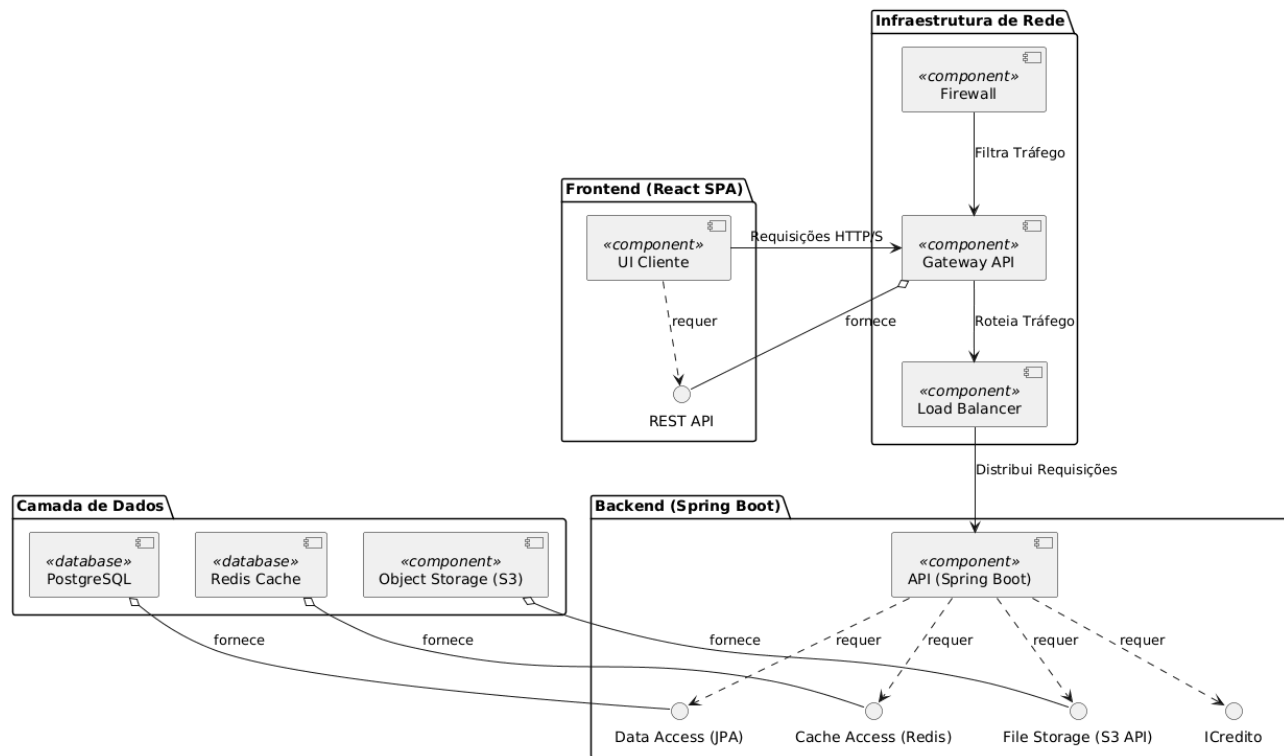 Infraestrutura de Rede
«component»
Firewall
Filtra Tráfego
Frontend (React SPA)
«component»
UI Cliente
Requisições HTTP/S
«component»
Gateway API
requer
fornece
Roteia Tráfego
REST API
«component»
Load Balancer
Distribui Requisições
Camada de Dados
«database»
PostgreSQL
«database»
Redis Cache
«component»
Object Storage (S3)
Backend (Spring Boot)
«component»
API (Spring Boot)
fornece
fornece
fornece
requer
requer
requer
requer
Data Access (JPA)
Cache Access (Redis)
File Storage (S3 API)
ICredito